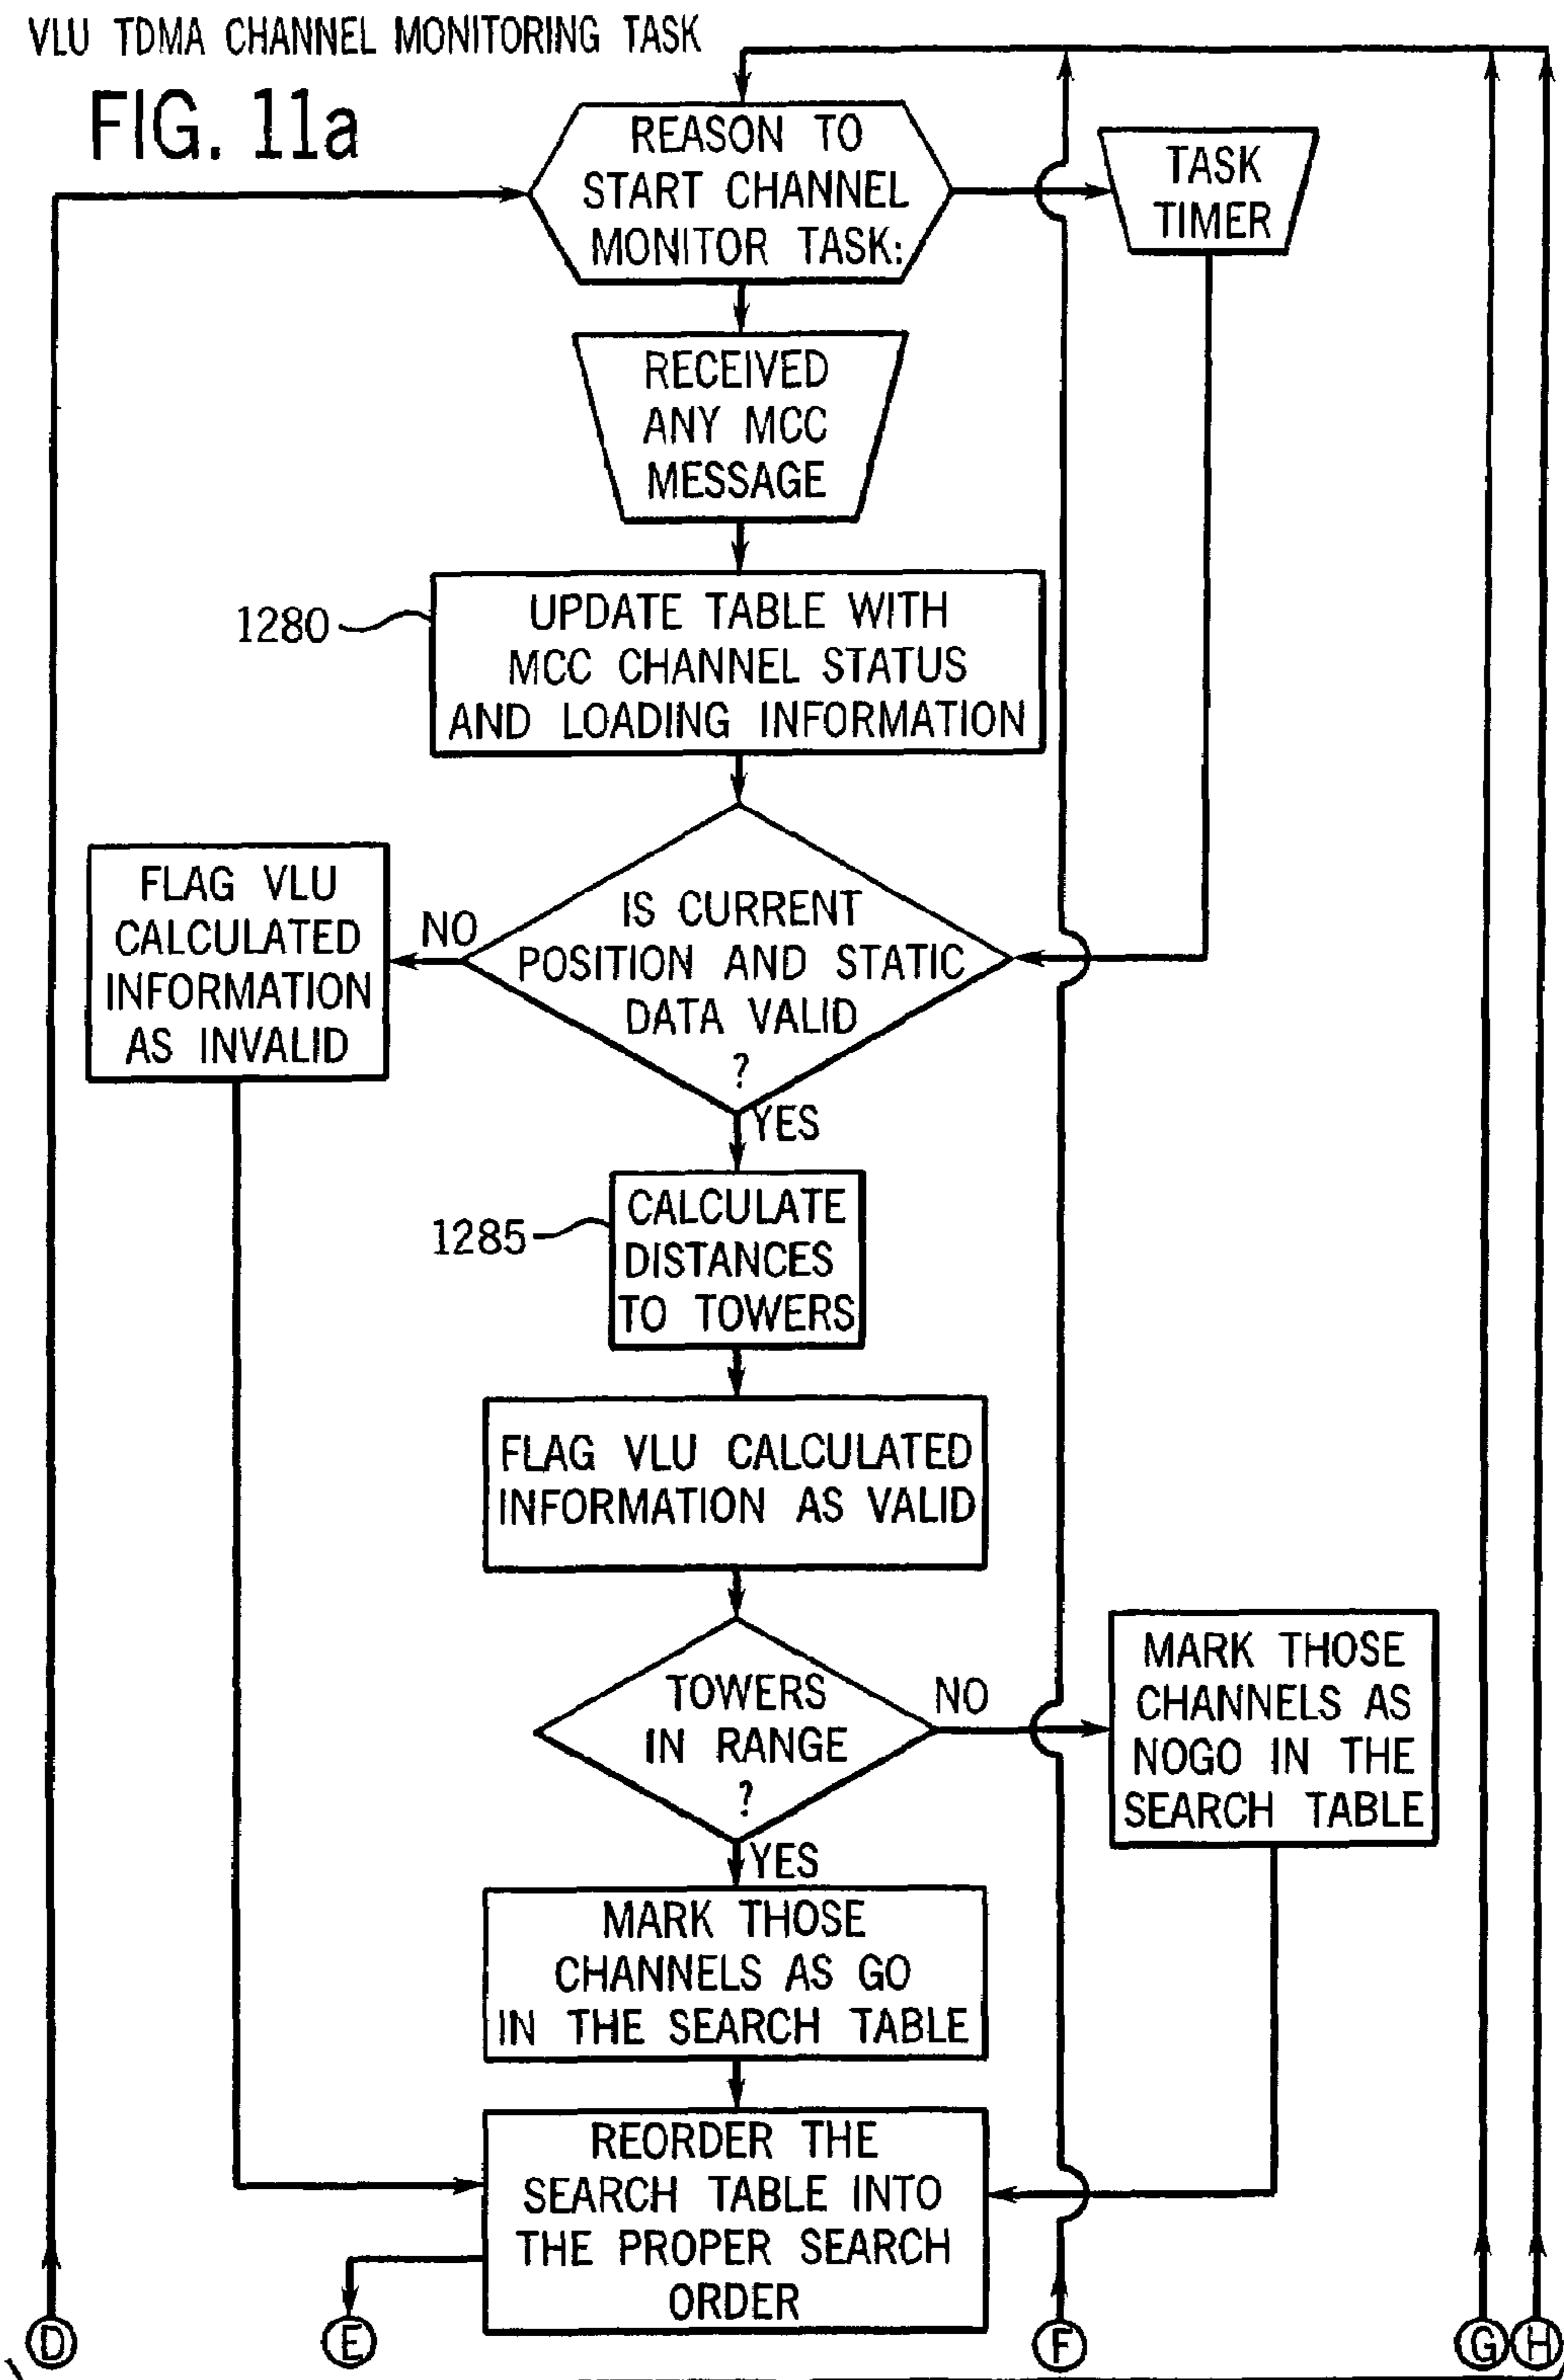 VLU TDMA CHANNEL MONITORING TASK
FIG. 11a
REASON TO
START CHANNEL
MONITOR TASK:
TASK
TIMER
RECEIVED
ANY MCC
MESSAGE
1280
UPDATE TABLE WITH
MCC CHANNEL STATUS
AND LOADING INFORMATION
IS CURRENT
POSITION AND STATIC
DATA VALID
?
NO
FLAG VLU
CALCULATED
INFORMATION
AS INVALID
YES
1285
CALCULATE
DISTANCES
TO TOWERS
FLAG VLU CALCULATED
INFORMATION AS VALID
TOWERS
IN RANGE
?
NO
MARK THOSE
CHANNELS AS
NOGO IN THE
SEARCH TABLE
YES
MARK THOSE
CHANNELS AS GO
IN THE SEARCH TABLE
REORDER THE
SEARCH TABLE INTO
THE PROPER SEARCH
ORDER
D
E
F
G
H